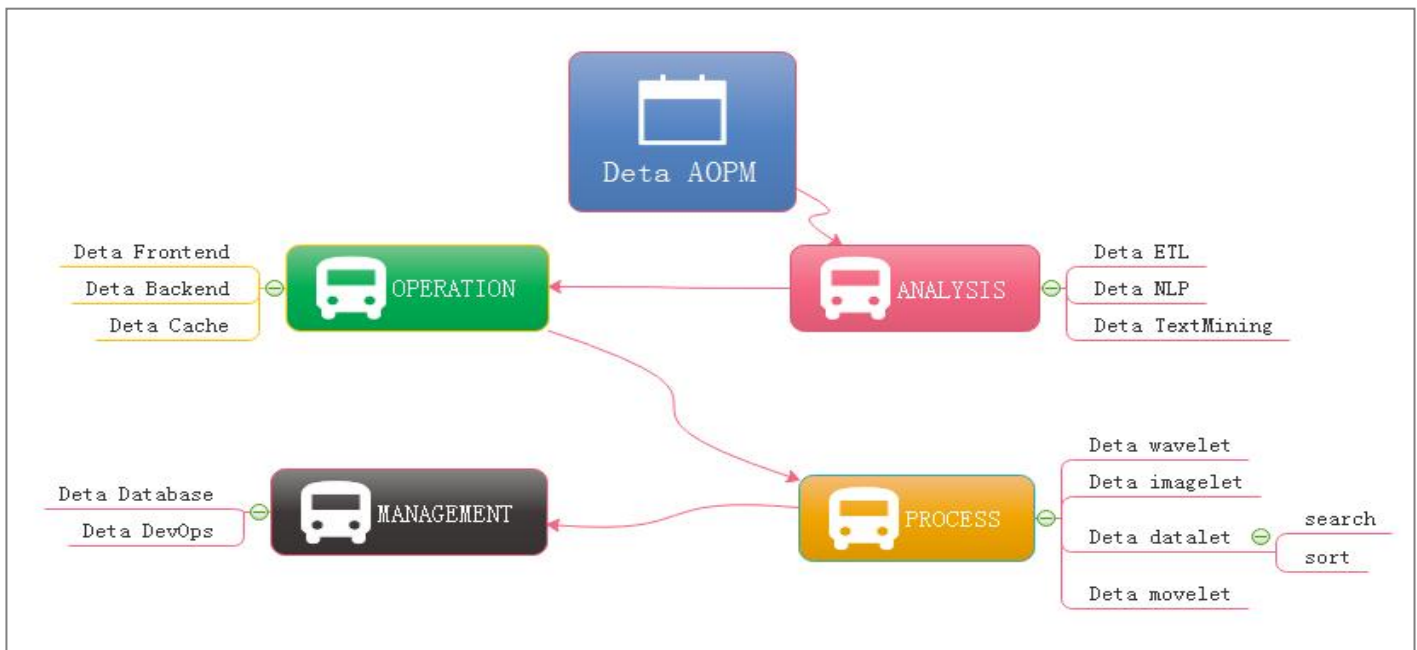 Deta AOPM
Deta Frontend
Deta Backend
Deta Cache
OPERATION
ANALYSIS
Deta ETL
Deta NLP
Deta TextMining
Deta Database
Deta DevOps
MANAGEMENT
PROCESS
Deta wavelet
Deta imagelet
Deta datalet
search
sort
Deta movelet